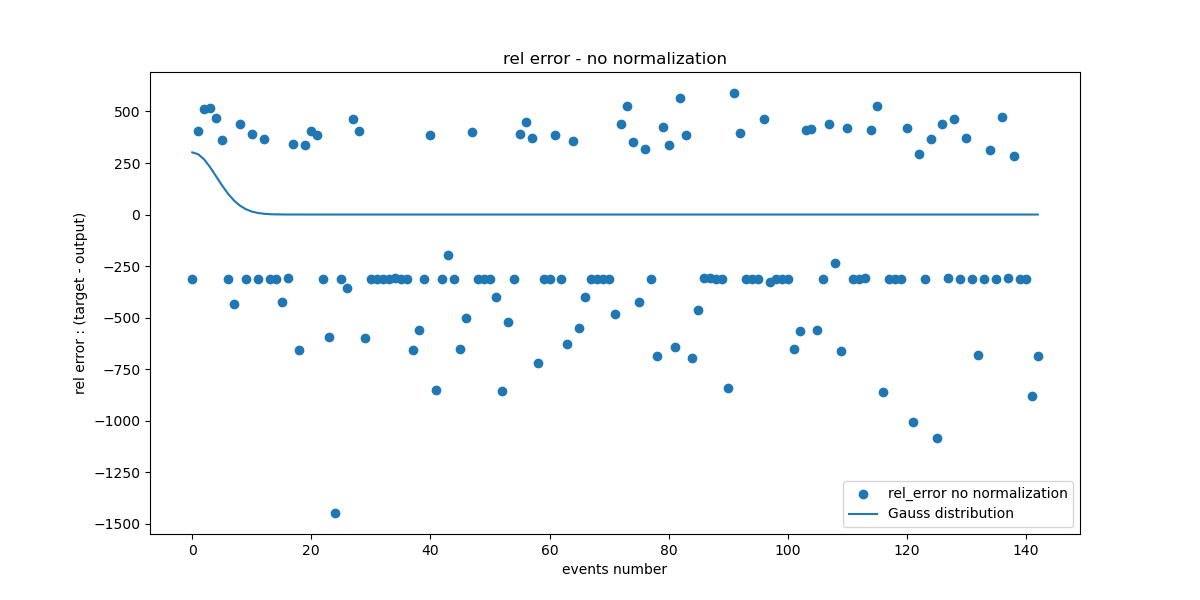 rel error - no normalization
rel error : (target - output)
500
250
0
−250
−500
−750
−1000
−1250
−1500
rel_error no normalization
Gauss distribution
0 20 40 60 80 100 120 140
events number